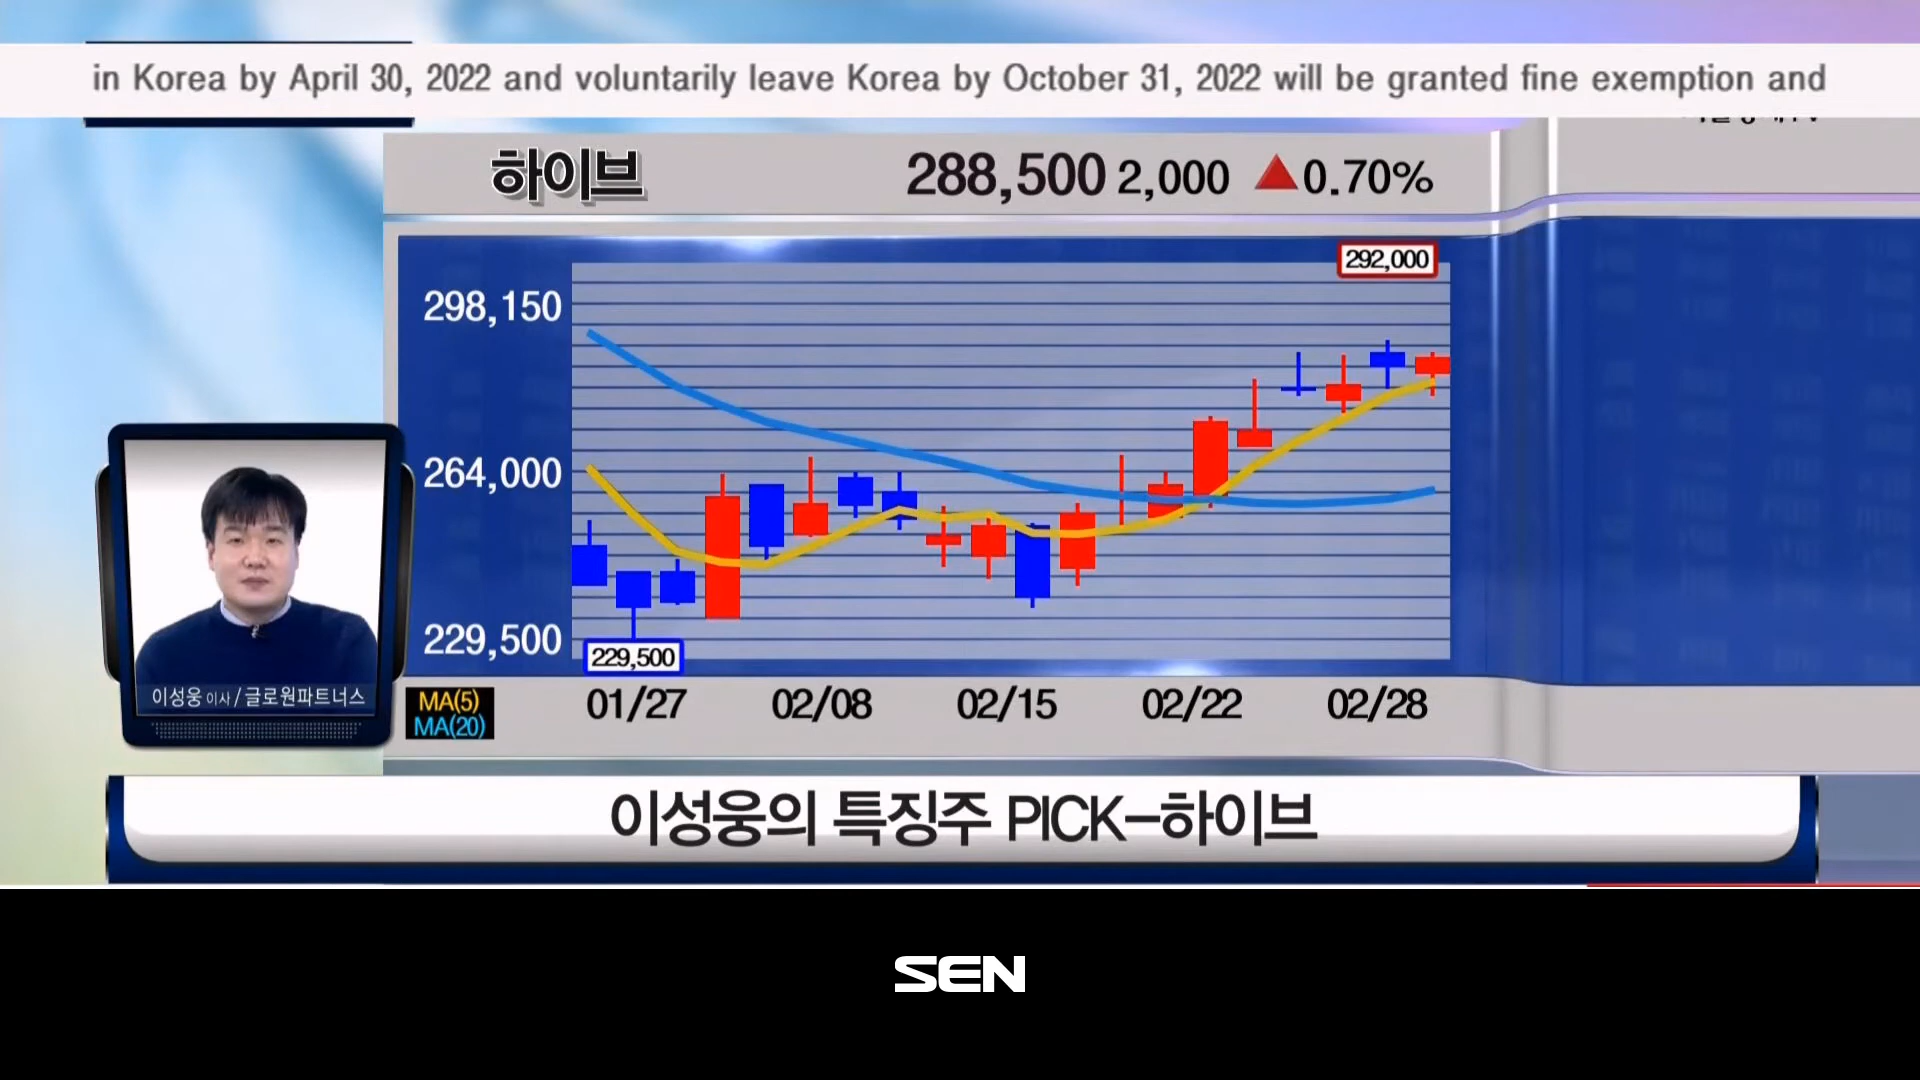 in Korea by April 30, 2022 and voluntarily leave Korea by October 31, 2022 will be granted fine exemption and
하이브 288,500 2,000 ▲0.70%
292,000
298,150
264,000
229,500
229,500
이성웅 이사 / 글로원파트너스
MA(5)
MA(20)
01/27 02/08 02/15 02/22 02/28
이성웅의 특징주 PICK-하이브
SEN